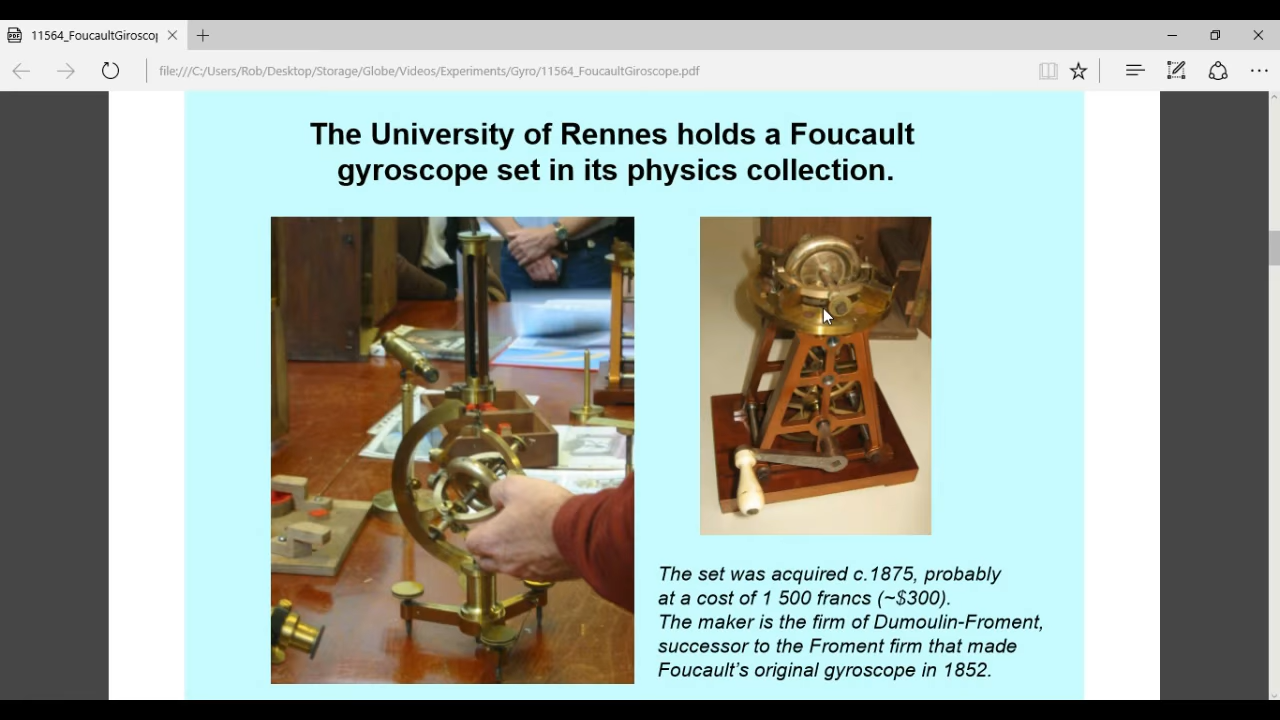 11564_FoucaultGirosco
file:///C:/Users/Rob/Desktop/Storage/Globe/Videos/Experiments/Gyro/11564_FoucaultGiroscope.pdf
The University of Rennes holds a Foucault
gyroscope set in its physics collection.
The set was acquired c.1875, probably
at a cost of 1 500 francs (~$300).
The maker is the firm of Dumoulin-Froment,
successor to the Froment firm that made
Foucault's original gyroscope in 1852.